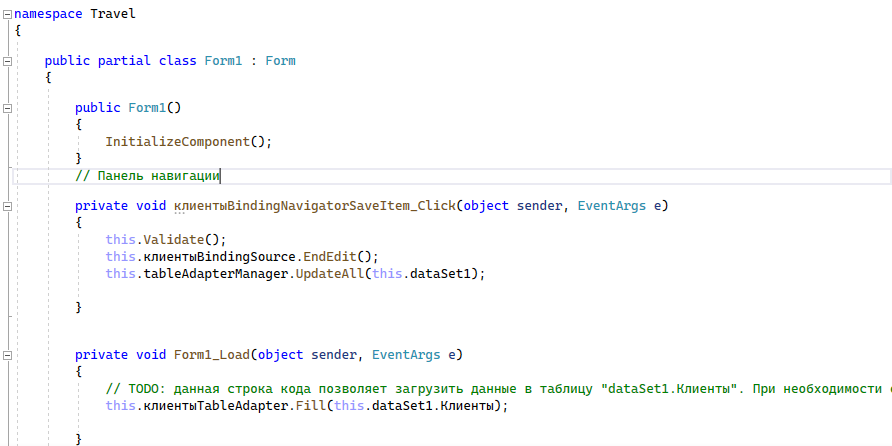 namespace Travel
{
public partial class Form1 : Form
{
public Form1()
{
InitializeComponent();
}
// Панель навигации
private void клиентыBindingNavigatorSaveItem_Click(object sender, EventArgs e)
{
this.Validate();
this.клиентыBindingSource.EndEdit();
this.tableAdapterManager.UpdateAll(this.dataSet1);
}
private void Form1_Load(object sender, EventArgs e)
{
// TODO: данная строка кода позволяет загрузить данные в таблицу "dataSet1.Клиенты". При необходимости
this.клиентыTableAdapter.Fill(this.dataSet1.Клиенты);
}